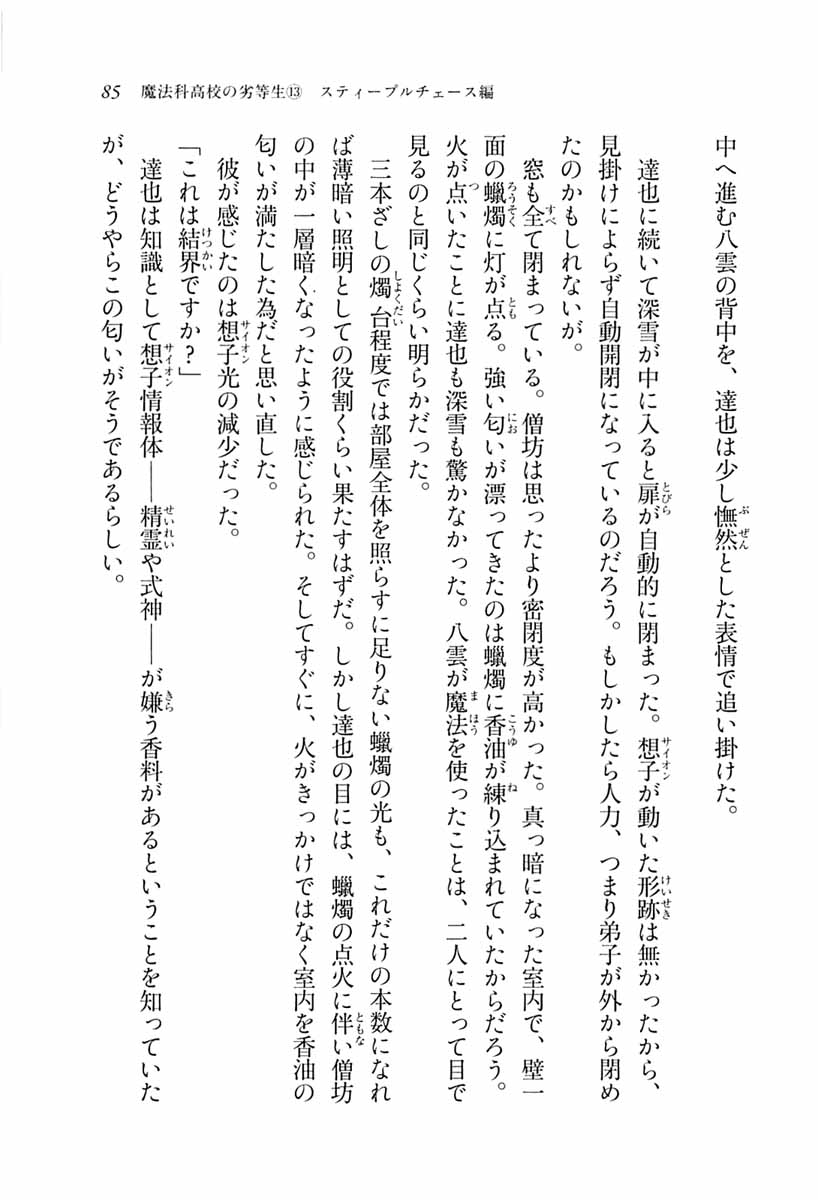 85　魔法科高校の劣等生⑬　スティープルチェース編
中へ進む八雲の背中を、達也は少し憮然とした表情で追い掛けた。
　達也に続いて深雪が中に入ると扉が自動的に閉まった。想子が動いた形跡は無かったから、
見掛けによらず自動開閉になっているのだろう。もしかしたら人力、つまり弟子が外から閉め
たのかもしれないが。
　窓も全て閉まっている。僧坊は思ったより密閉度が高かった。真っ暗になった室内で、壁一
面の蠟燭に灯が点る。強い匂いが漂ってきたのは蠟燭に香油が練り込まれていたからだろう。
火が点いたことに達也も深雪も驚かなかった。八雲が魔法を使ったことは、二人にとって目で
見るのと同じくらい明らかだった。
　三本ざしの燭台程度では部屋全体を照らすに足りない蠟燭の光も、これだけの本数になれ
ば薄暗い照明としての役割くらい果たすはずだ。しかし達也の目には、蠟燭の点火に伴い僧坊
の中が一層暗くなったように感じられた。そしてすぐに、火がきっかけではなく室内を香油の
匂いが満たした為だと思い直した。
　彼が感じたのは想子光の減少だった。
「これは結界ですか？」
　達也は知識として想子情報体――精霊や式神――が嫌う香料があるということを知っていた
が、どうやらこの匂いがそうであるらしい。